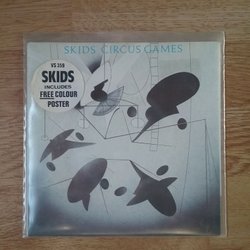 SKIDS CIRCUS GAMES
VS 359
SKIDS
INCLUDES
FREE COLOUR
POSTER